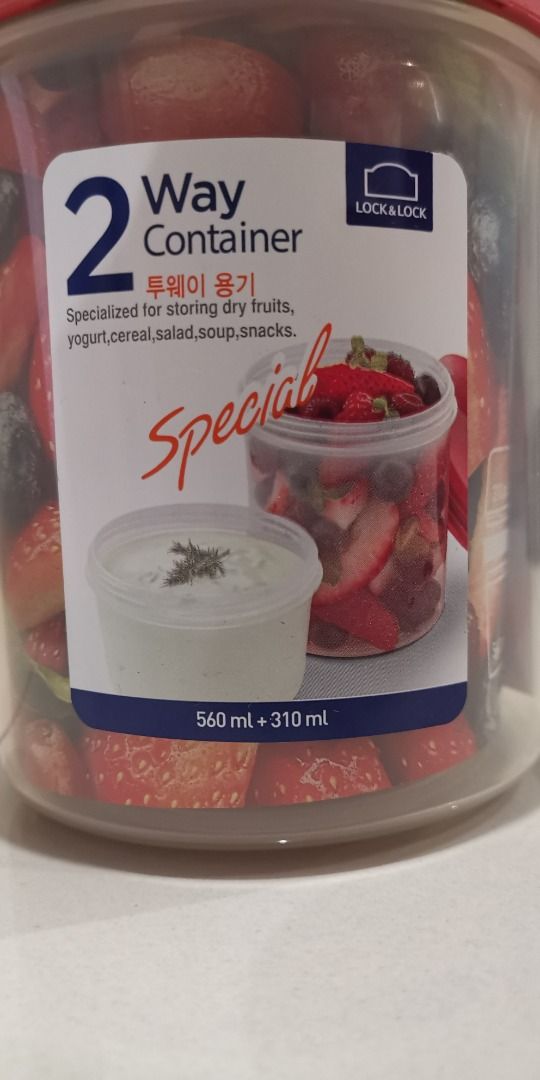 2 Way
Container
투웨이 용기
LOCK&LOCK
Specialized for storing dry fruits,
yogurt,cereal,salad,soup,snacks.
Special
560 ml + 310 ml